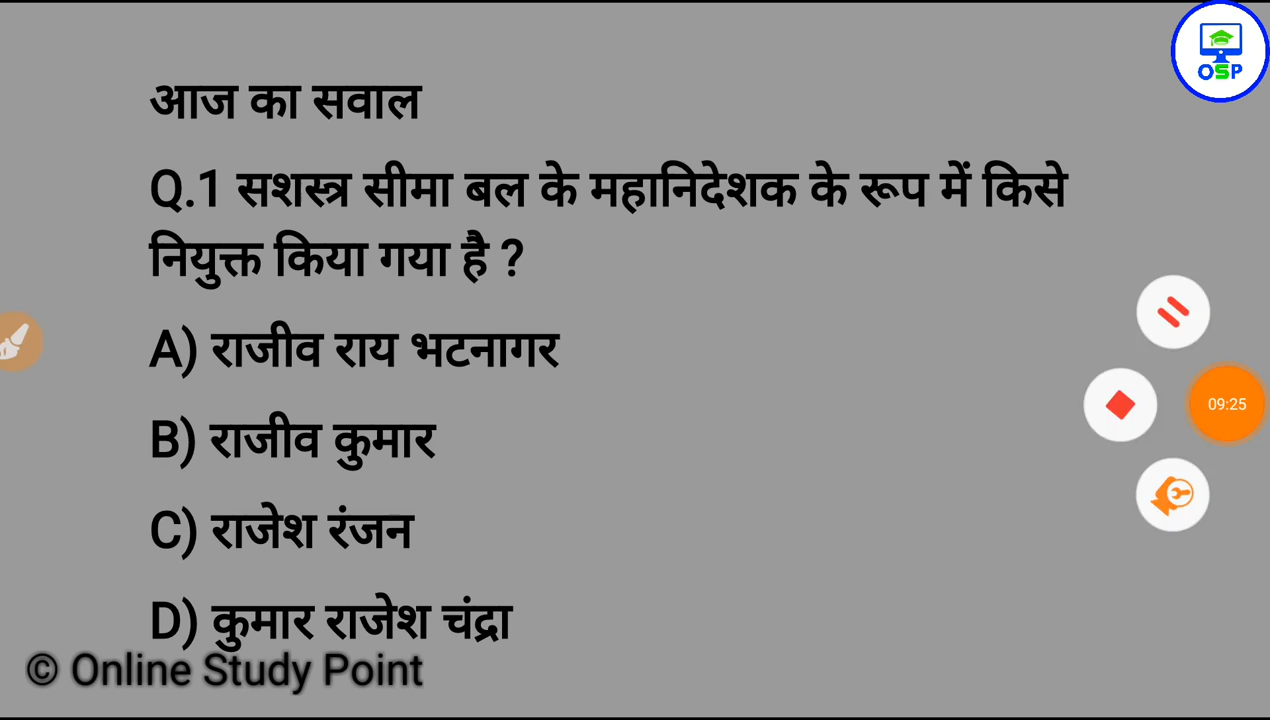 OSP
आज का सवाल
Q.1 सशस्त्र सीमा बल के महानिदेशक के रूप में किसे
नियुक्त किया गया है ?
A) राजीव राय भटनागर
B) राजीव कुमार
C) राजेश रंजन
D) कुमार राजेश चंद्रा
09:25
© Online Study Point